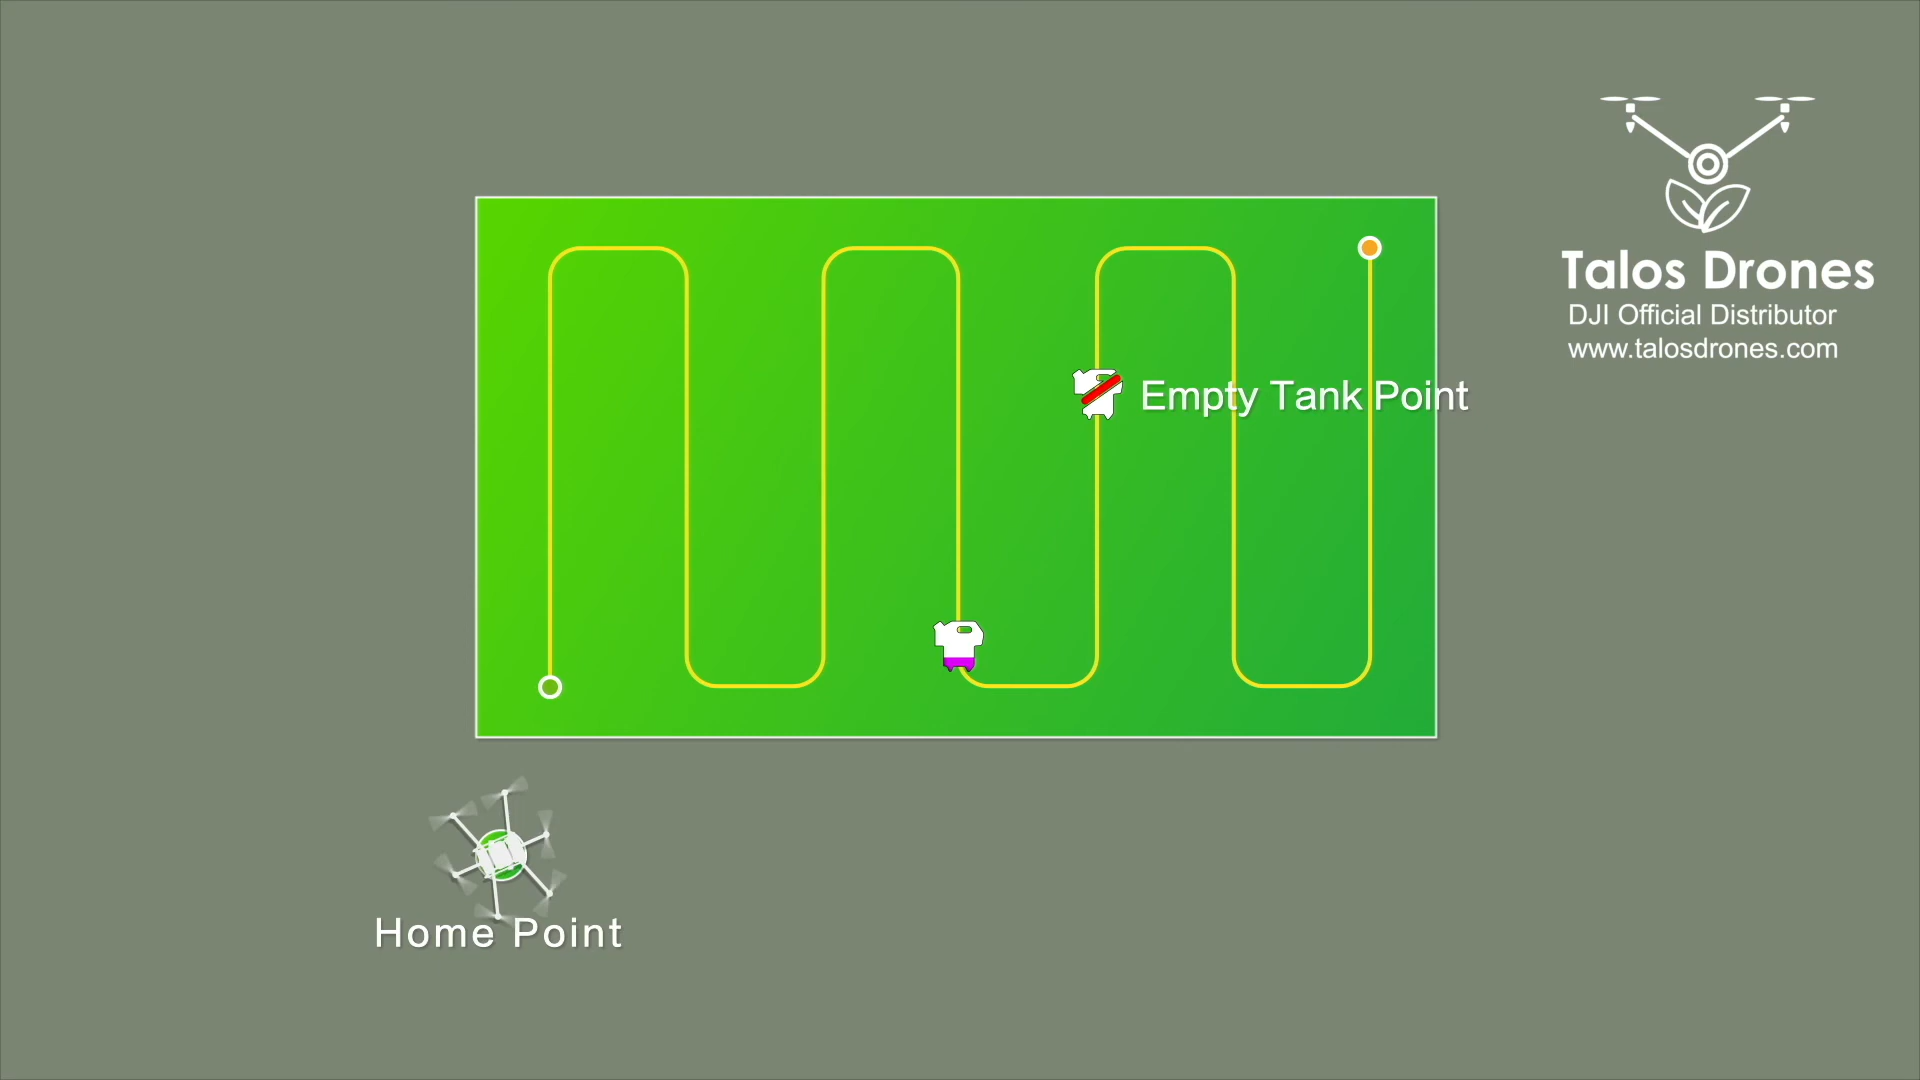 Talos Drones
DJI Official Distributor
www.talosdrones.com
Empty Tank Point
Home Point